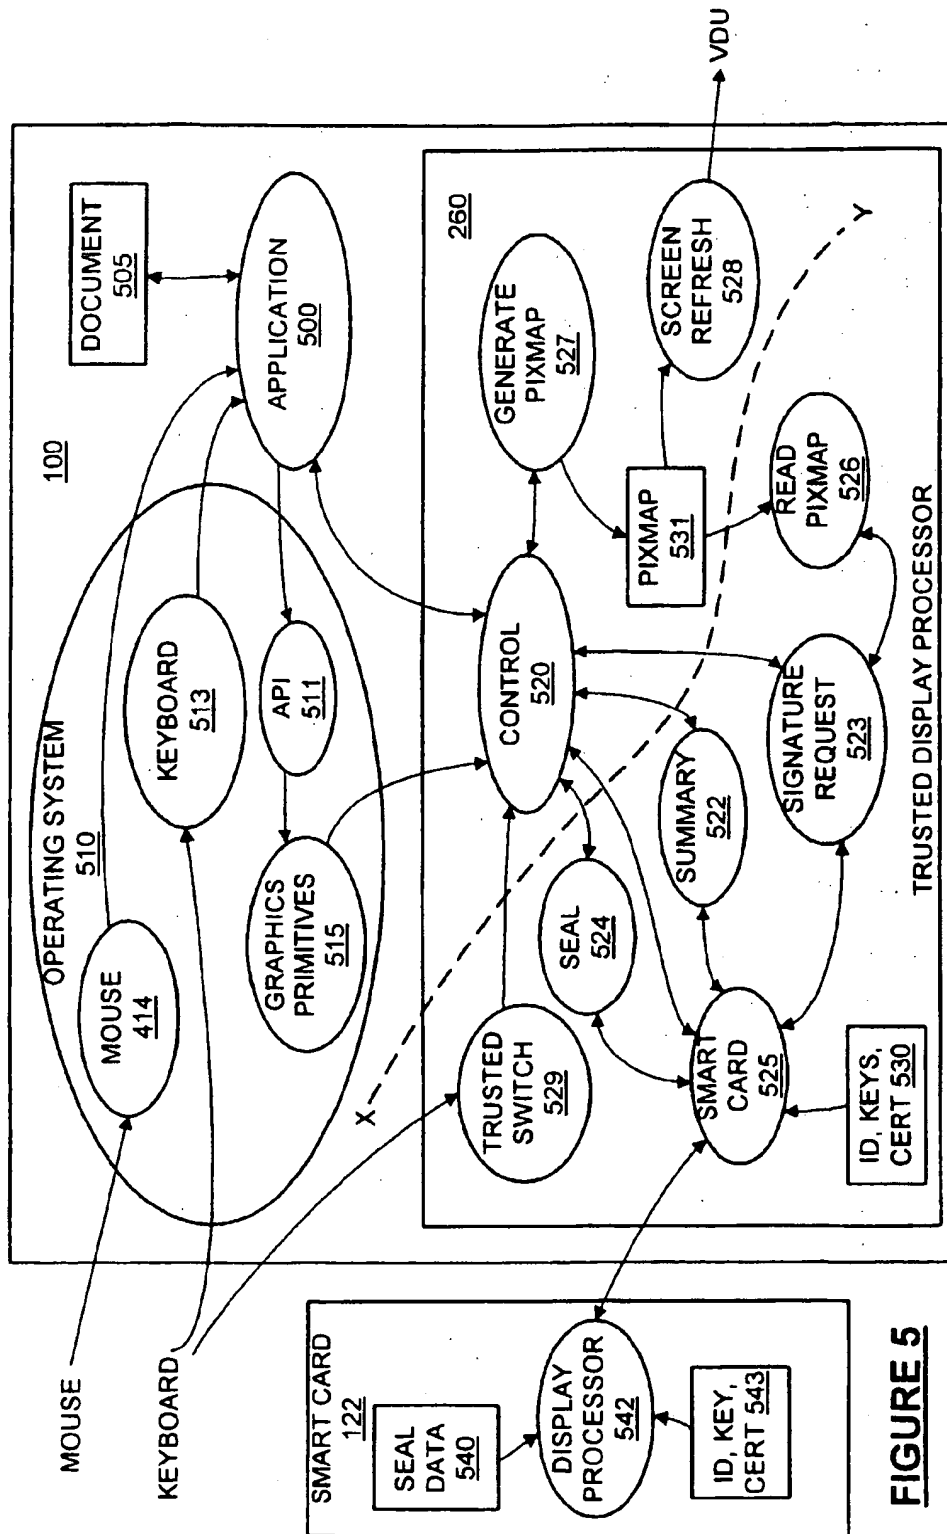 MOUSE
KEYBOARD
100
OPERATING SYSTEM
510
MOUSE
414
KEYBOARD
513
API
511
GRAPHICS
PRIMITIVES
515
DOCUMENT
505
APPLICATION
500
260
X
Y
TRUSTED
SWITCH
529
CONTROL
520
GENERATE
PIXMAP
527
SEAL
524
PIXMAP
531
SCREEN
REFRESH
528
VDU
SUMMARY
522
SMART
CARD
525
SIGNATURE
REQUEST
523
READ
PIXMAP
526
ID, KEYS,
CERT 530
TRUSTED DISPLAY PROCESSOR
SMART CARD
122
SEAL
DATA
540
DISPLAY
PROCESSOR
542
ID, KEY,
CERT 543
FIGURE 5